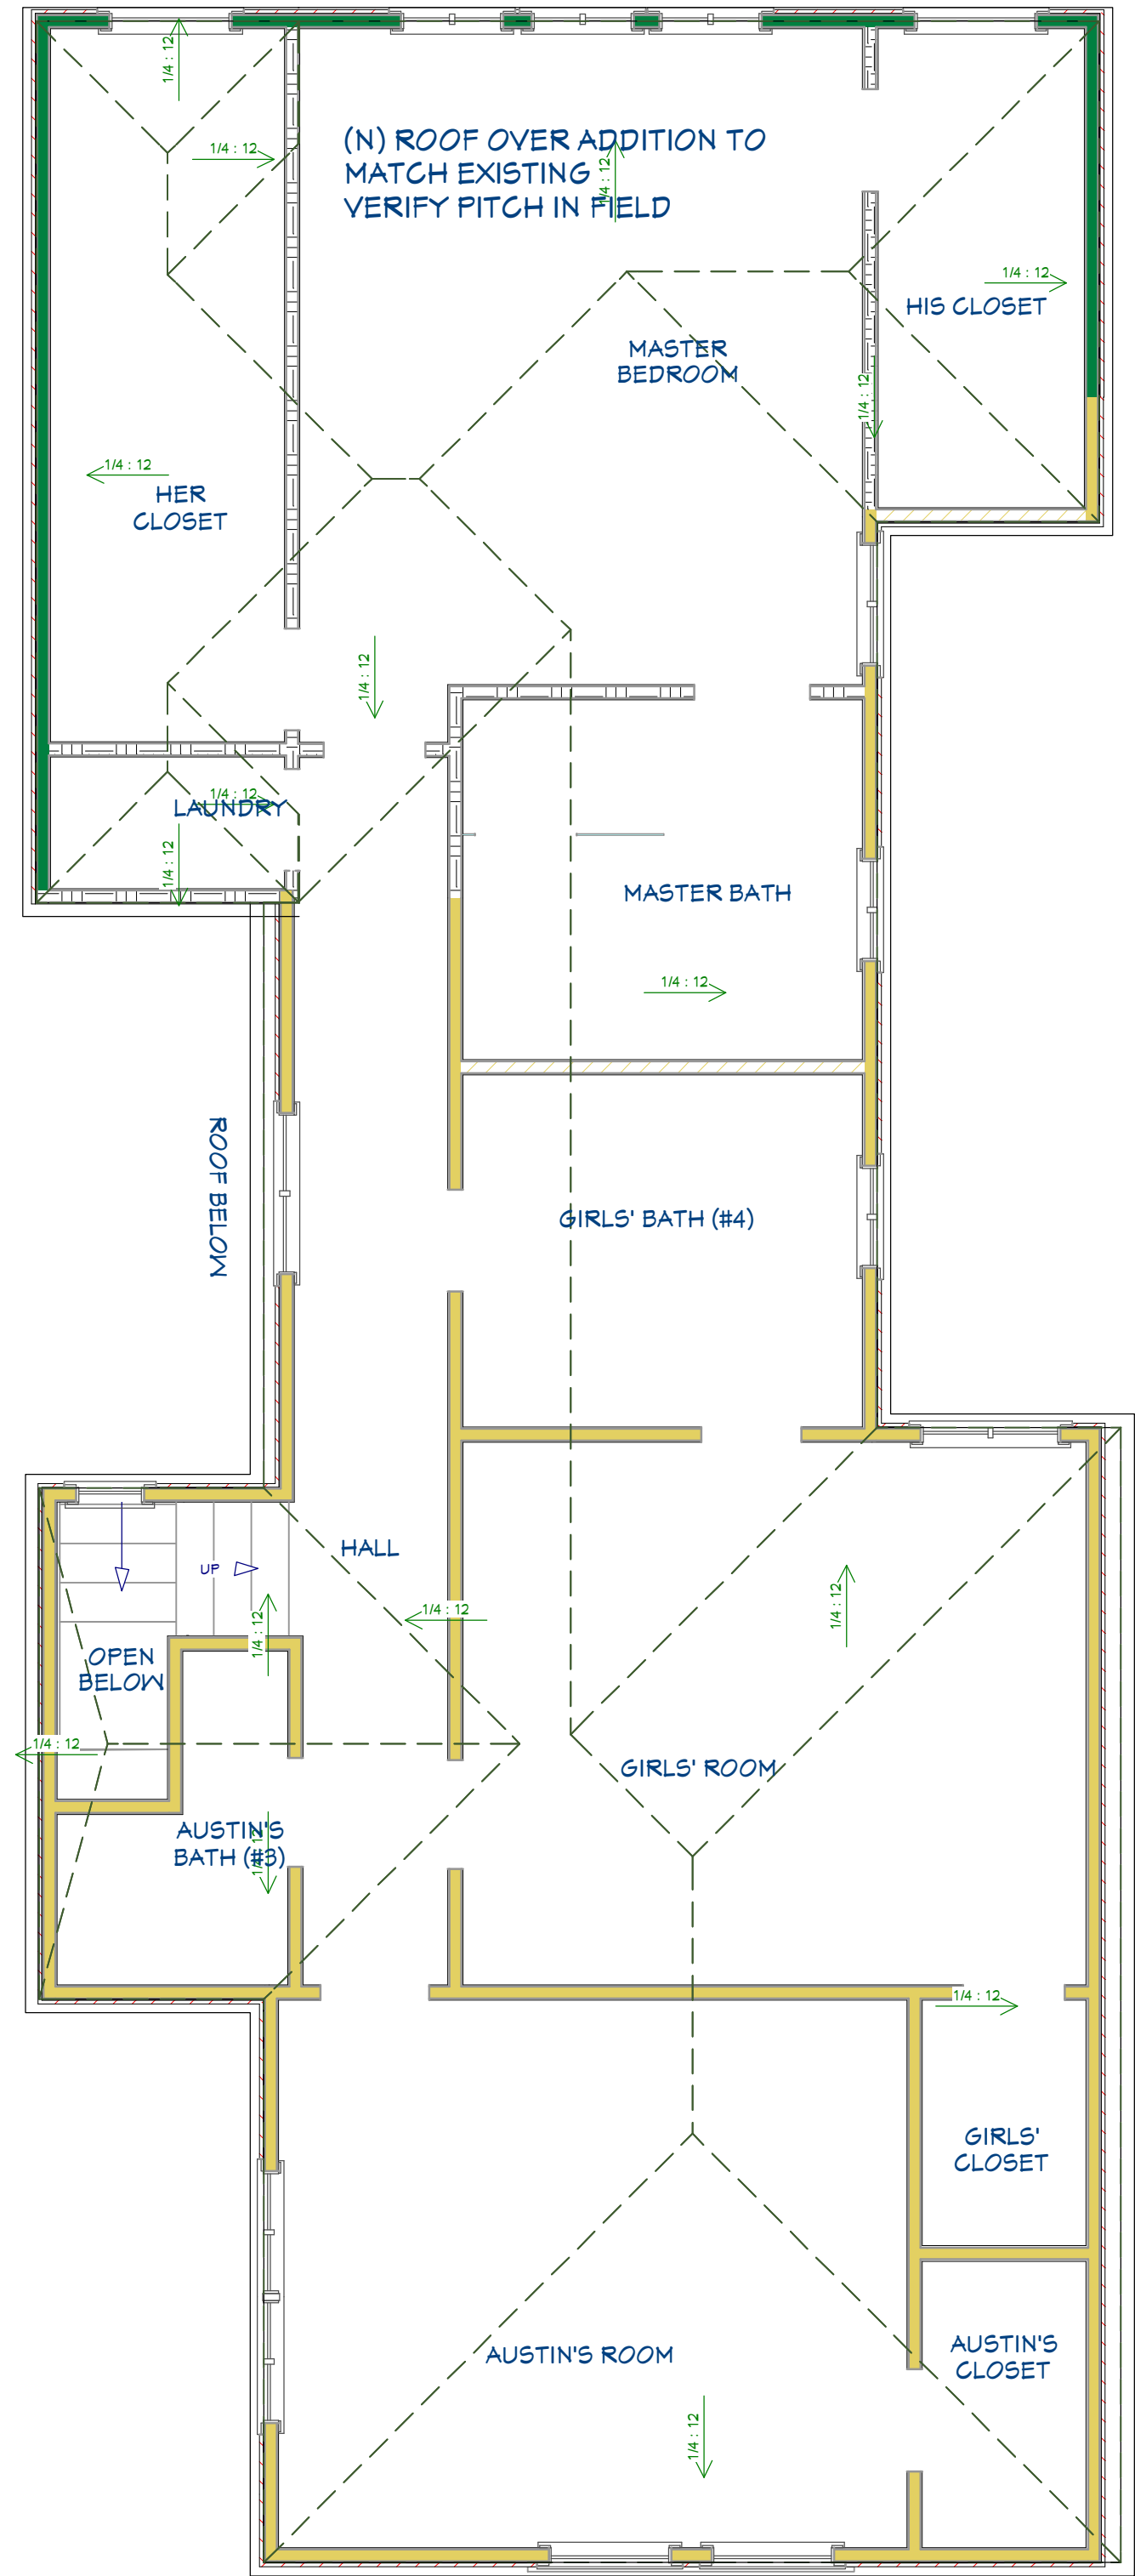 1/4 : 12
1/4 : 12
(N) ROOF OVER ADDITION TO
MATCH EXISTING
VERIFY PITCH IN FIELD
1/4 : 12
1/4 : 12
HIS CLOSET
MASTER
BEDROOM
1/4 : 12
1/4 : 12
HER
CLOSET
1/4 : 12
1/4 : 12
LAUNDRY
1/4 : 12
MASTER BATH
1/4 : 12
ROOF BELOW
GIRLS' BATH (#4)
HALL
UP
1/4 : 12
1/4 : 12
1/4 : 12
OPEN
BELOW
1/4 : 12
GIRLS' ROOM
AUSTIN'S
BATH (#3)
1/4 : 12
1/4 : 12
GIRLS'
CLOSET
AUSTIN'S
CLOSET
AUSTIN'S ROOM
1/4 : 12